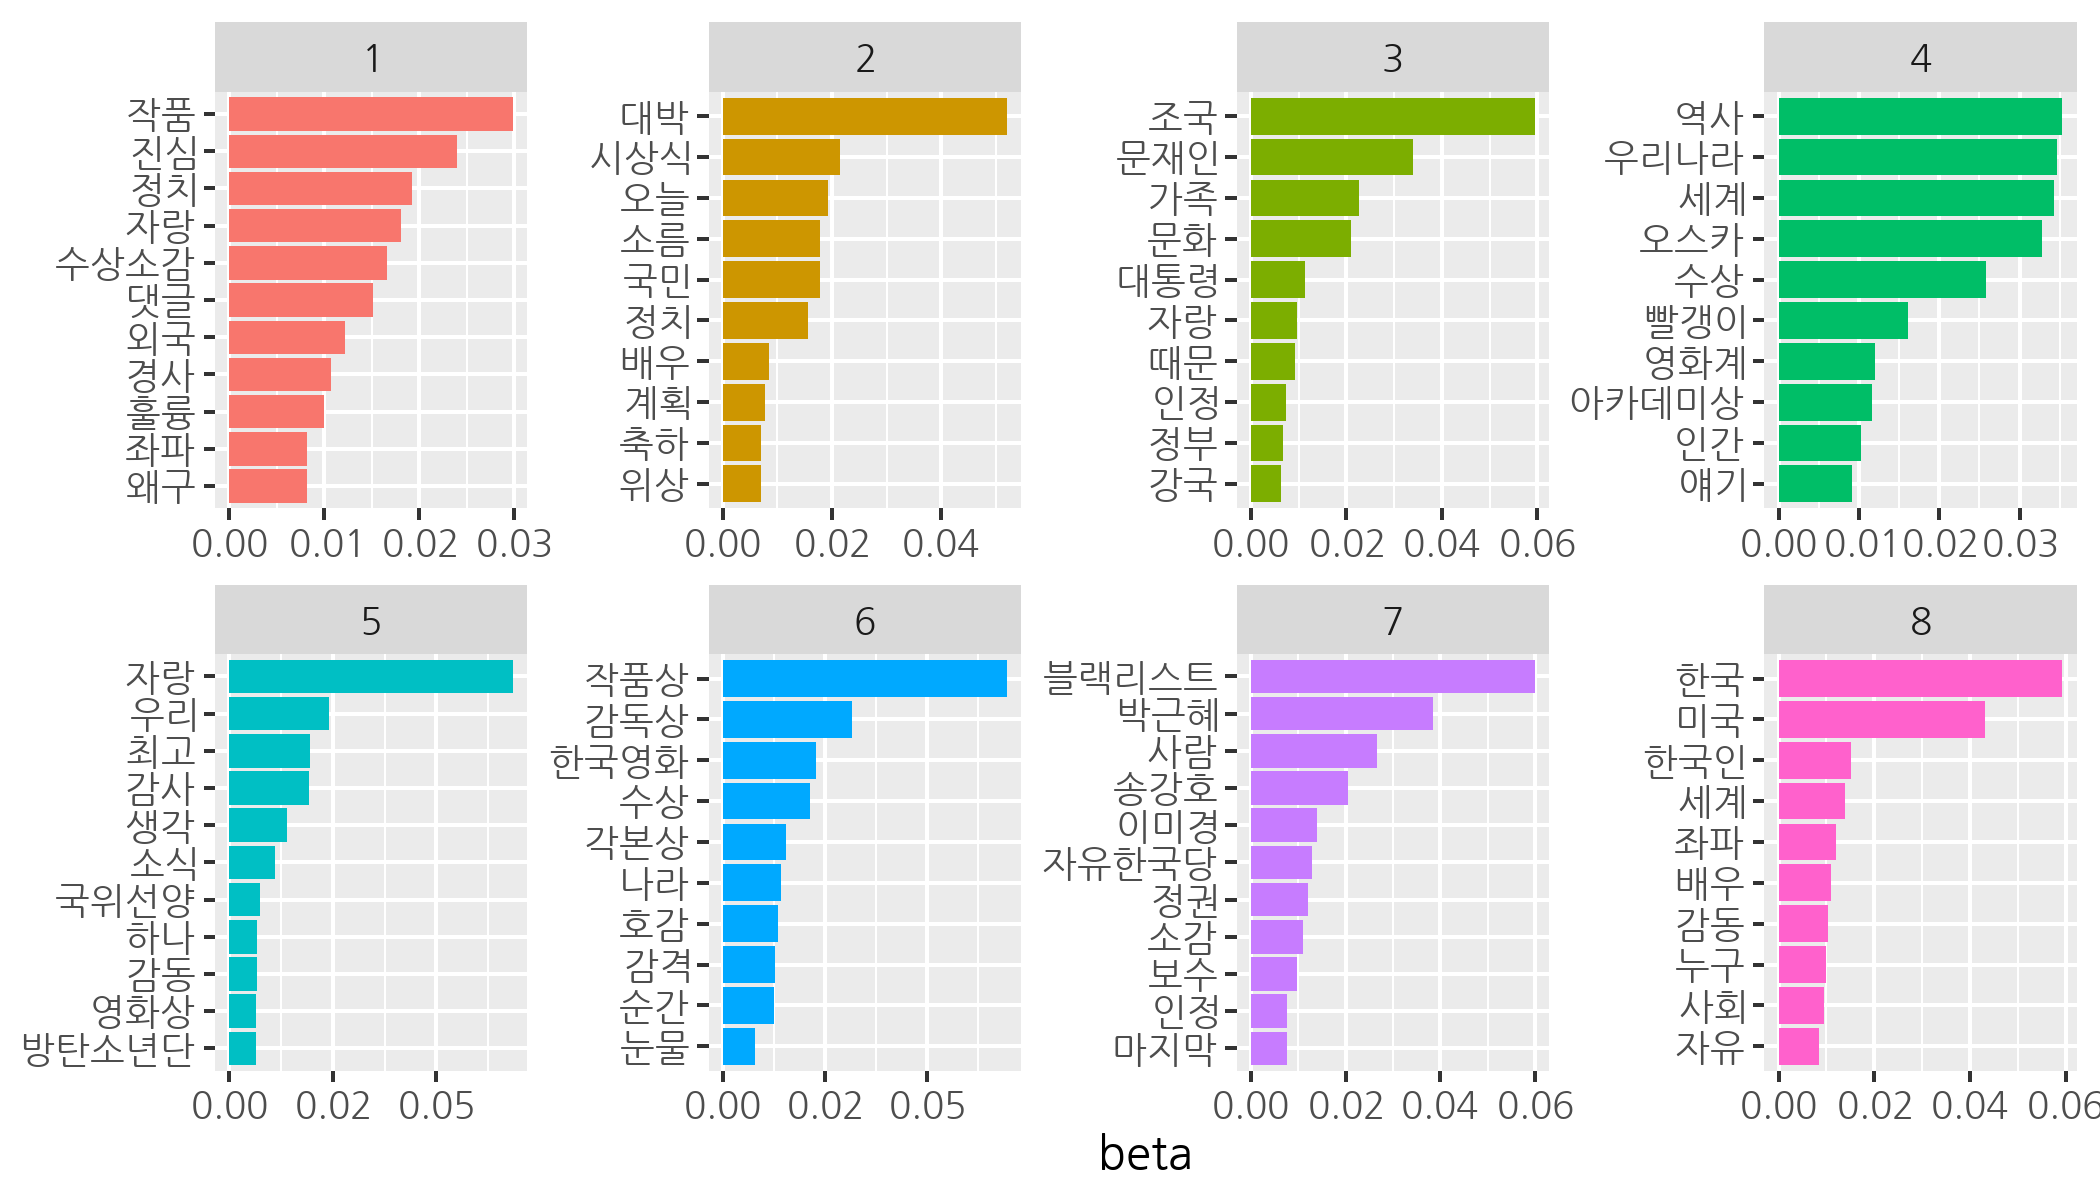 1
작품
진심
정치
자랑
수상소감
댓글
외국
경사
훌륭
좌파
왜구
0.00 0.01 0.02 0.03
2
대박
시상식
오늘
소름
국민
정치
배우
계획
축하
위상
0.00 0.02 0.04
3
조국
문재인
가족
문화
대통령
자랑
때문
인정
정부
강국
0.00 0.02 0.04 0.06
4
역사
우리나라
세계
오스카
수상
빨갱이
영화계
아카데미상
인간
얘기
0.00 0.01 0.02 0.03
5
자랑
우리
최고
감사
생각
소식
국위선양
하나
감동
영화상
방탄소년단
0.00 0.02 0.05
6
작품상
감독상
한국영화
수상
각본상
나라
호감
감격
순간
눈물
0.00 0.02 0.05
7
블랙리스트
박근혜
사람
송강호
이미경
자유한국당
정권
소감
보수
인정
마지막
0.00 0.02 0.04 0.06
8
한국
미국
한국인
세계
좌파
배우
감동
누구
사회
자유
0.00 0.02 0.04 0.06
beta